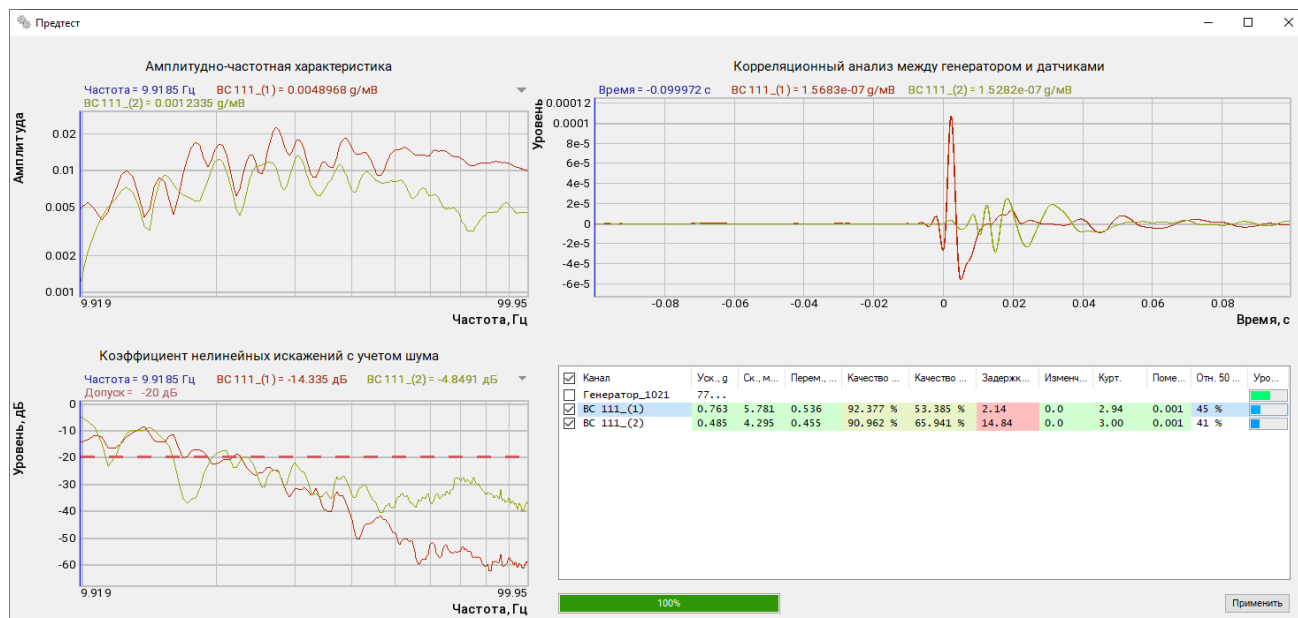 Предтест
Амплитудно-частотная характеристика
Частота = 9.9185 Гц ВС 111_(1) = 0.0048968 g/мВ
ВС 111_(2) = 0.0012335 g/мВ
Амплитуда
0.02
0.01
0.005
0.002
0.001
9.919 99.95
Частота, Гц
Корреляционный анализ между генератором и датчиками
Время = -0.099972 с ВС 111_(1) = 1.5683e-07 g/мВ ВС 111_(2) = 1.5282e-07 g/мВ
Уровень
0.00012
0.0001
8e-5
6e-5
4e-5
2e-5
0
-2e-5
-4e-5
-6e-5
-0.08 -0.06 -0.04 -0.02 0 0.02 0.04 0.06 0.08
Время, с
Коэффициент нелинейных искажений с учетом шума
Частота = 9.9185 Гц ВС 111_(1) = -14.335 дБ ВС 111_(2) = -4.8491 дБ
Допуск = -20 дБ
Уровень, дБ
0
-10
-20
-30
-40
-50
-60
9.919 99.95
Частота, Гц
Канал Уск., g Ск., м... Перем., ... Качество ... Качество ... Задержк... Изменч... Курт. Поме... Отн. 50 ... Уро...
Генератор_1021 77...
ВС 111_(1) 0.763 5.781 0.536 92.377 % 53.385 % 2.14 0.0 2.94 0.001 45 %
ВС 111_(2) 0.485 4.295 0.455 90.962 % 65.941 % 14.84 0.0 3.00 0.001 41 %
100%
Применить